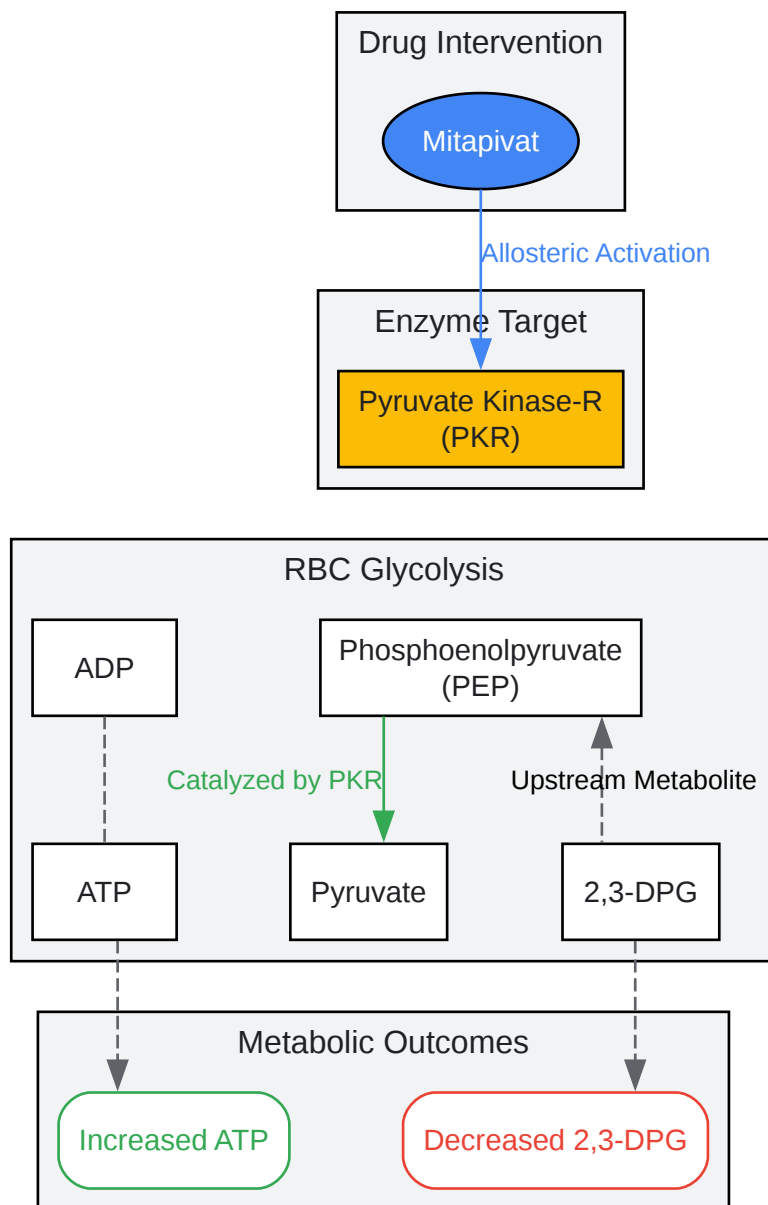 Drug Intervention
Mitapivat
Allosteric Activation
Enzyme Target
Pyruvate Kinase-R
(PKR)
RBC Glycolysis
ADP
Phosphoenolpyruvate
(PEP)
Catalyzed by PKR
Upstream Metabolite
ATP
Pyruvate
2,3-DPG
Metabolic Outcomes
Increased ATP
Decreased 2,3-DPG